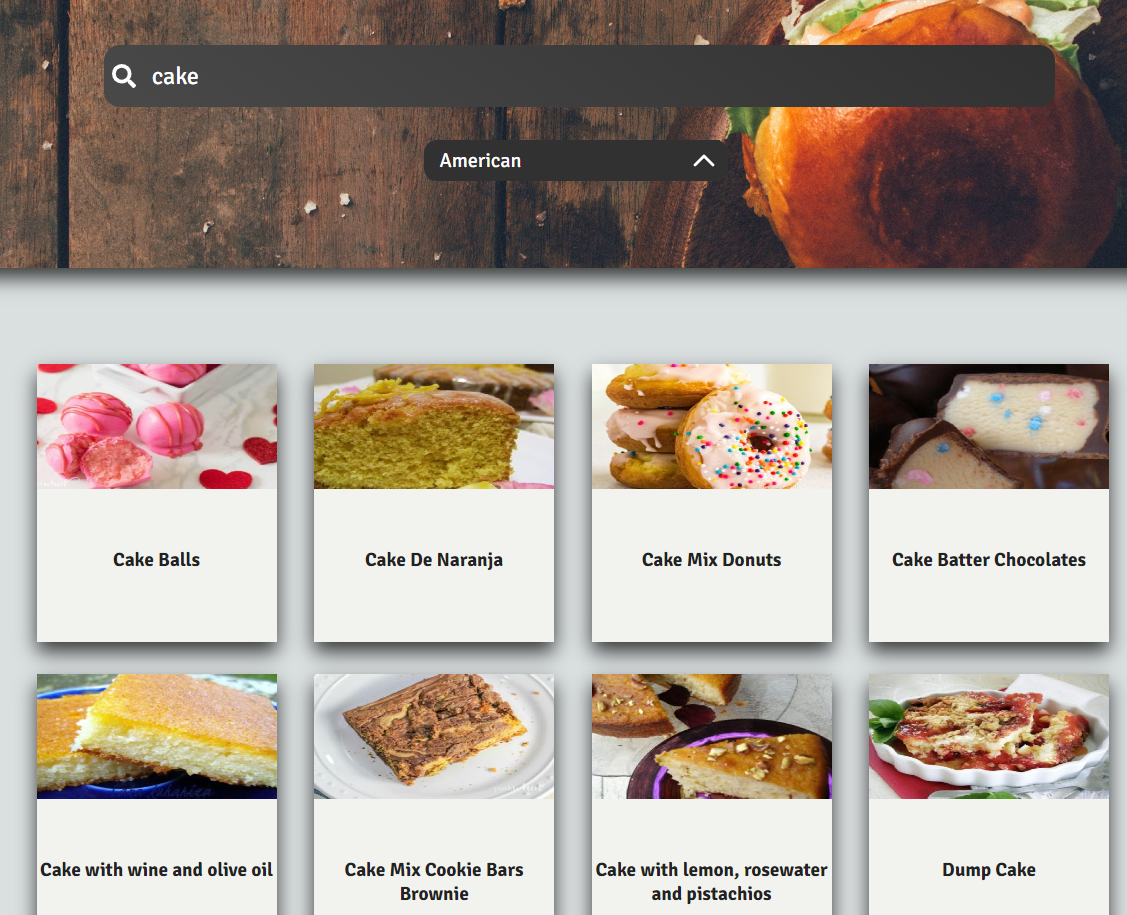 cake
American
Cake Balls
Cake De Naranja
Cake Mix Donuts
Cake Batter Chocolates
Cake with wine and olive oil
Cake Mix Cookie Bars
Brownie
Cake with lemon, rosewater
and pistachios
Dump Cake